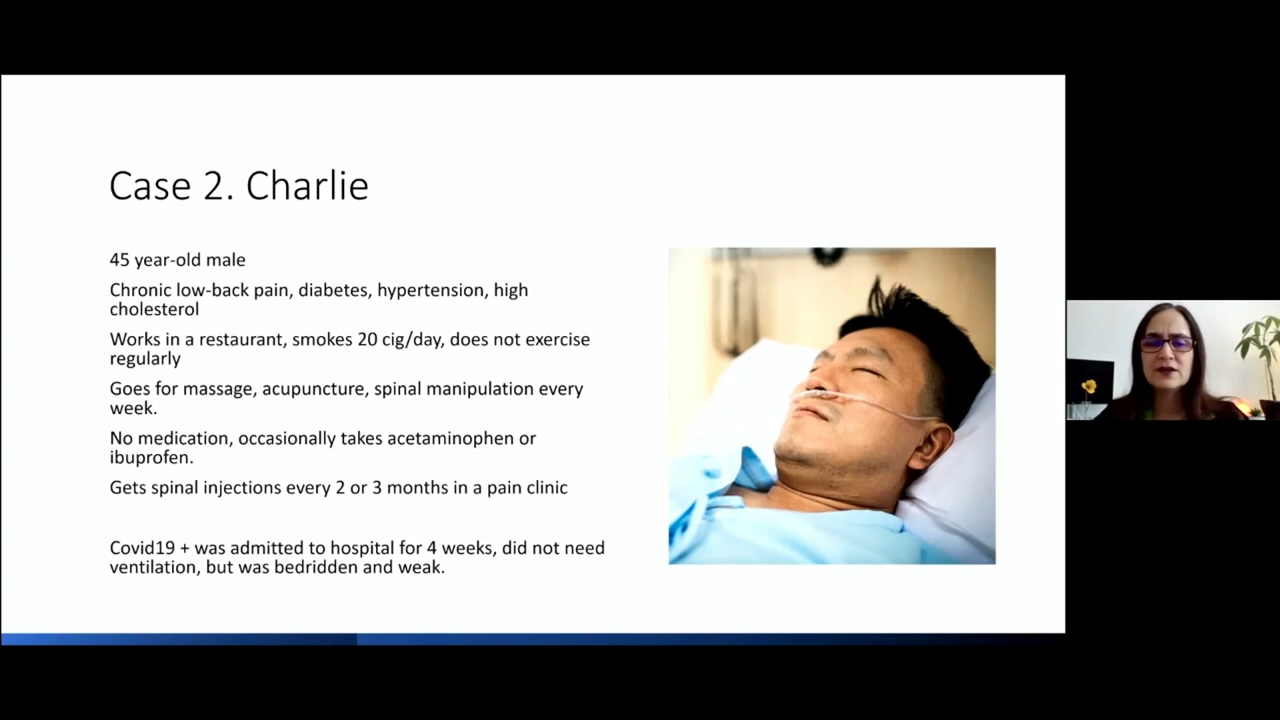 Case 2. Charlie
45 year-old male
Chronic low-back pain, diabetes, hypertension, high
cholesterol
Works in a restaurant, smokes 20 cig/day, does not exercise
regularly
Goes for massage, acupuncture, spinal manipulation every
week.
No medication, occasionally takes acetaminophen or
ibuprofen.
Gets spinal injections every 2 or 3 months in a pain clinic
Covid19 + was admitted to hospital for 4 weeks, did not need
ventilation, but was bedridden and weak.